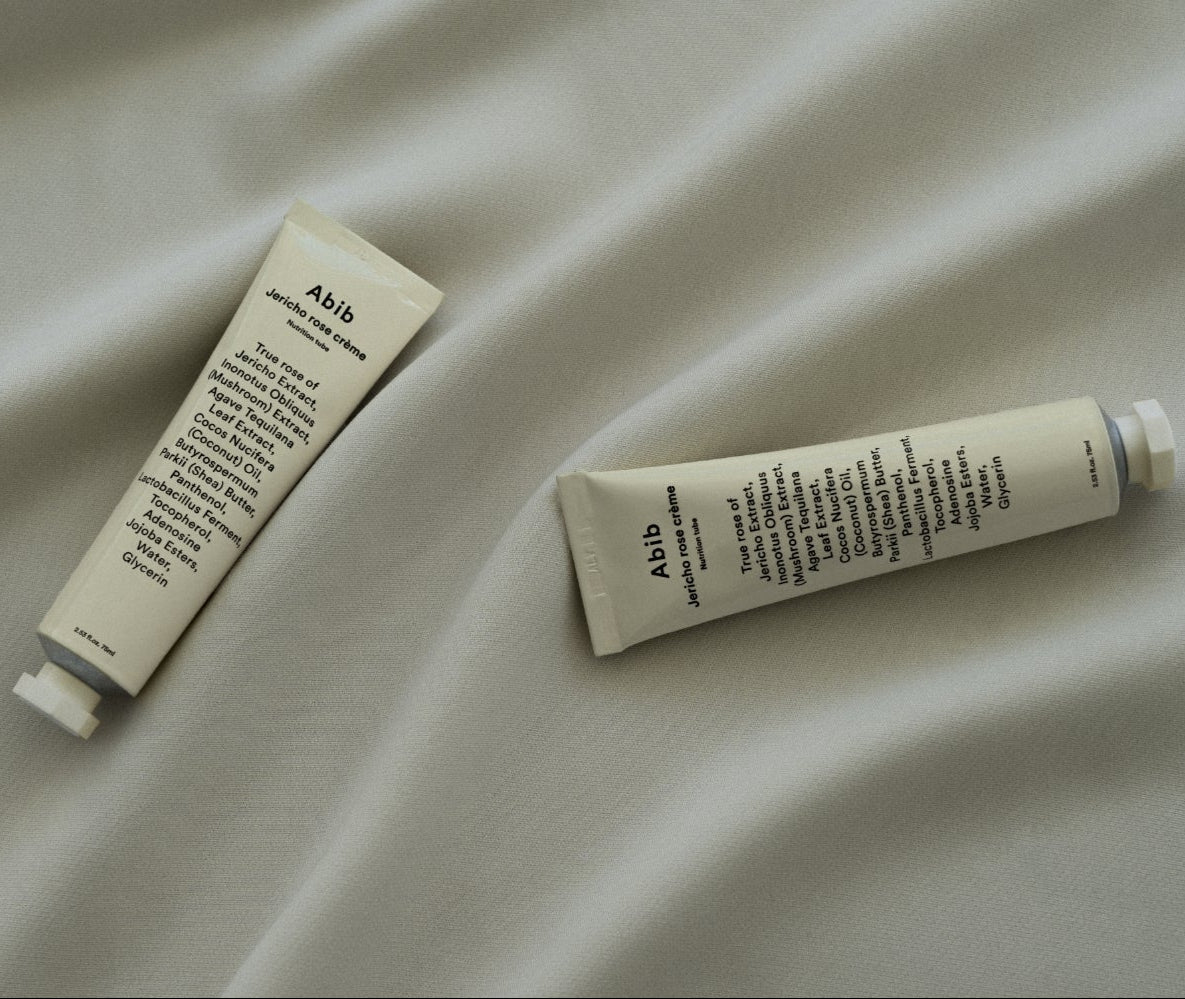 Abib
Jericho rose crème
Nutrition tube
True rose of
Jericho Extract,
Inonotus Obliquus
(Mushroom) Extract,
Agave Tequilana
Leaf Extract,
Cocos Nucifera
(Coconut) Oil,
Butyrospermum
Parkii (Shea) Butter,
Panthenol,
Lactobacillus Ferment,
Tocopherol,
Adenosine
Jojoba Esters,
Water,
Glycerin
2.53 fl.oz. 75ml
Abib
Jericho rose crème
Nutrition tube
True rose of
Jericho Extract,
Inonotus Obliquus
(Mushroom) Extract,
Agave Tequilana
Leaf Extract,
Cocos Nucifera
(Coconut) Oil,
Butyrospermum
Parkii (Shea) Butter,
Panthenol,
Lactobacillus Ferment,
Tocopherol,
Adenosine
Jojoba Esters,
Water,
Glycerin
2.53 fl.oz. 75ml